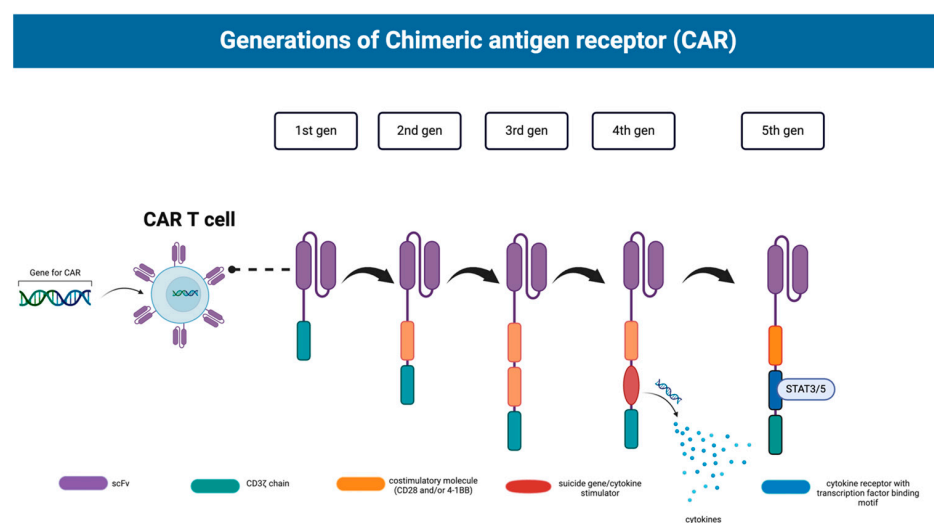 Generations of Chimeric antigen receptor (CAR)
1st gen
2nd gen
3rd gen
4th gen
5th gen
CAR T cell
Gene for CAR
STAT3/5
scFv
CD3ζ chain
costimulatory molecule
(CD28 and/or 4-1BB)
suicide gene/cytokine
stimulator
cytokine receptor with
transcription factor binding
motif
cytokines